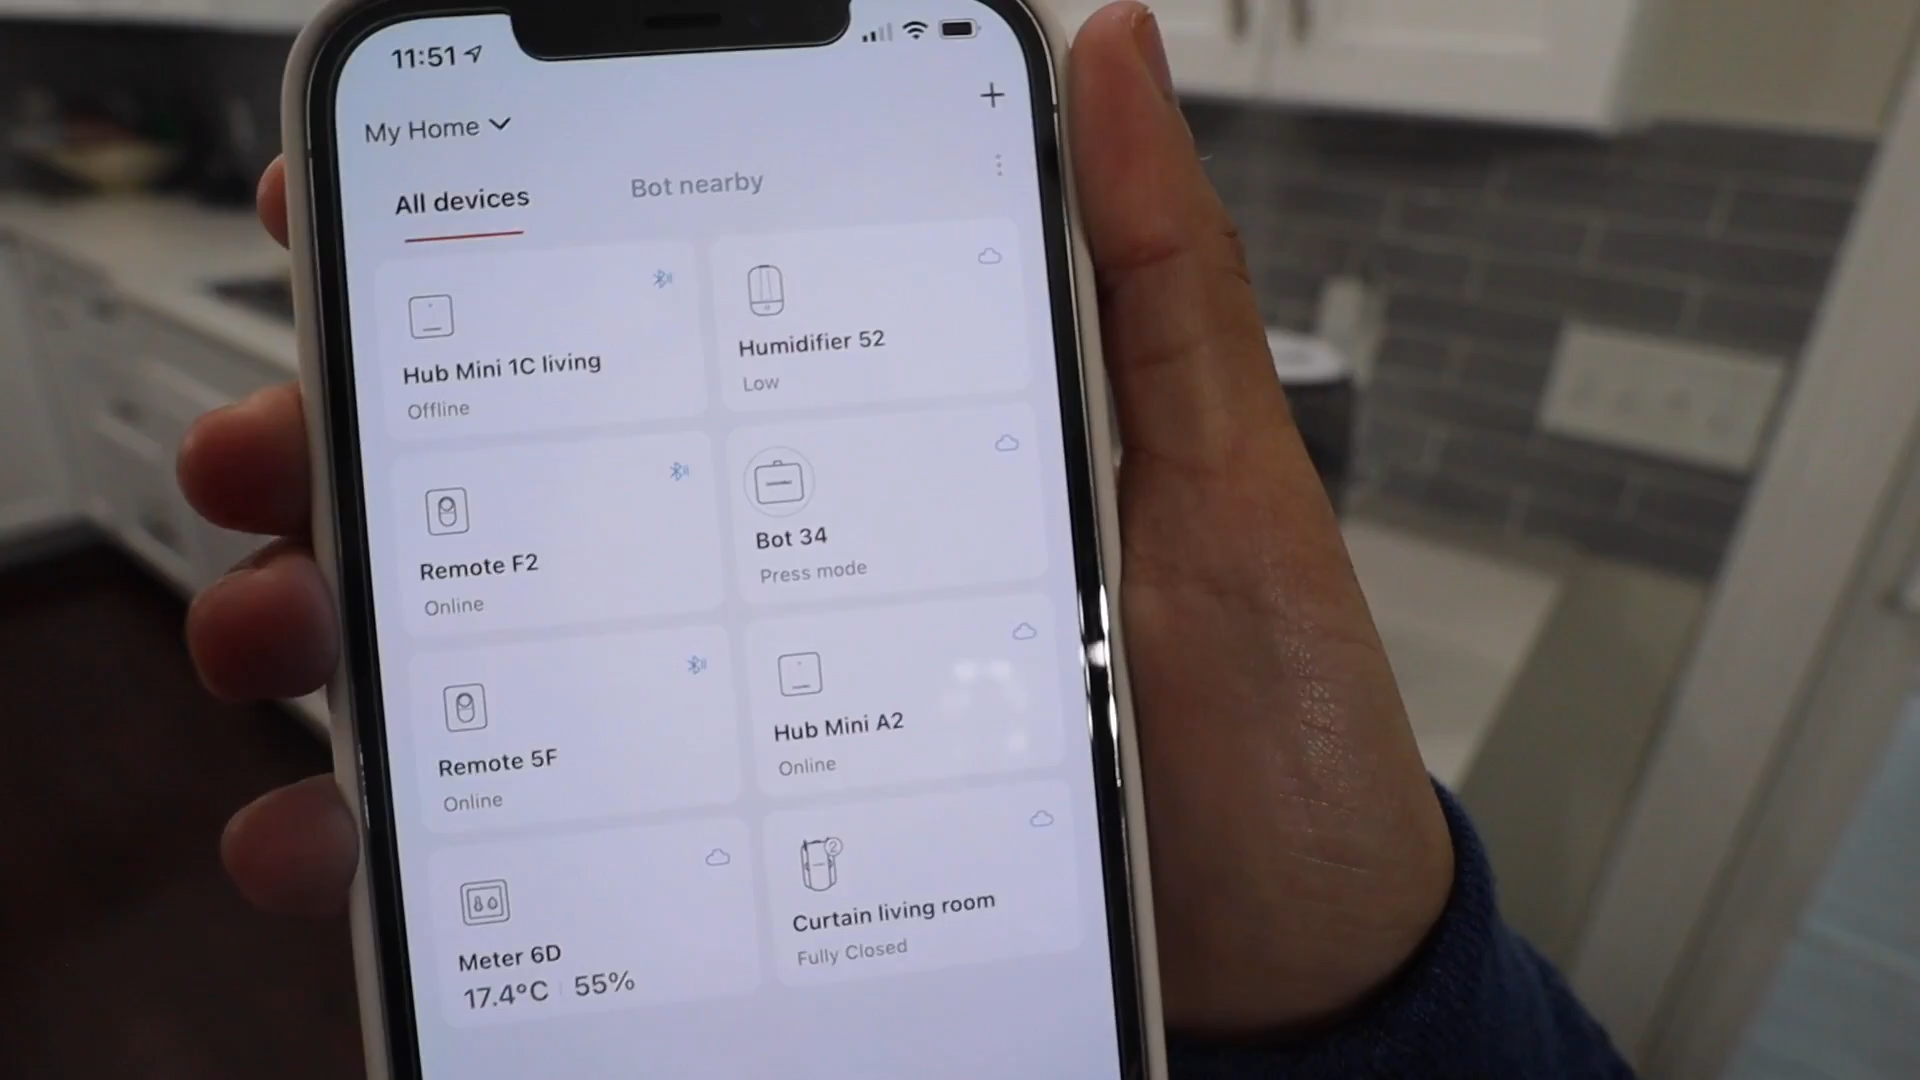 11:51
My Home
All devices
Bot nearby
Hub Mini 1C living
Offline
Humidifier 52
Low
Remote F2
Online
Bot 34
Press mode
Remote 5F
Online
Hub Mini A2
Online
Meter 6D
17.4°C 55%
2
Curtain living room
Fully Closed